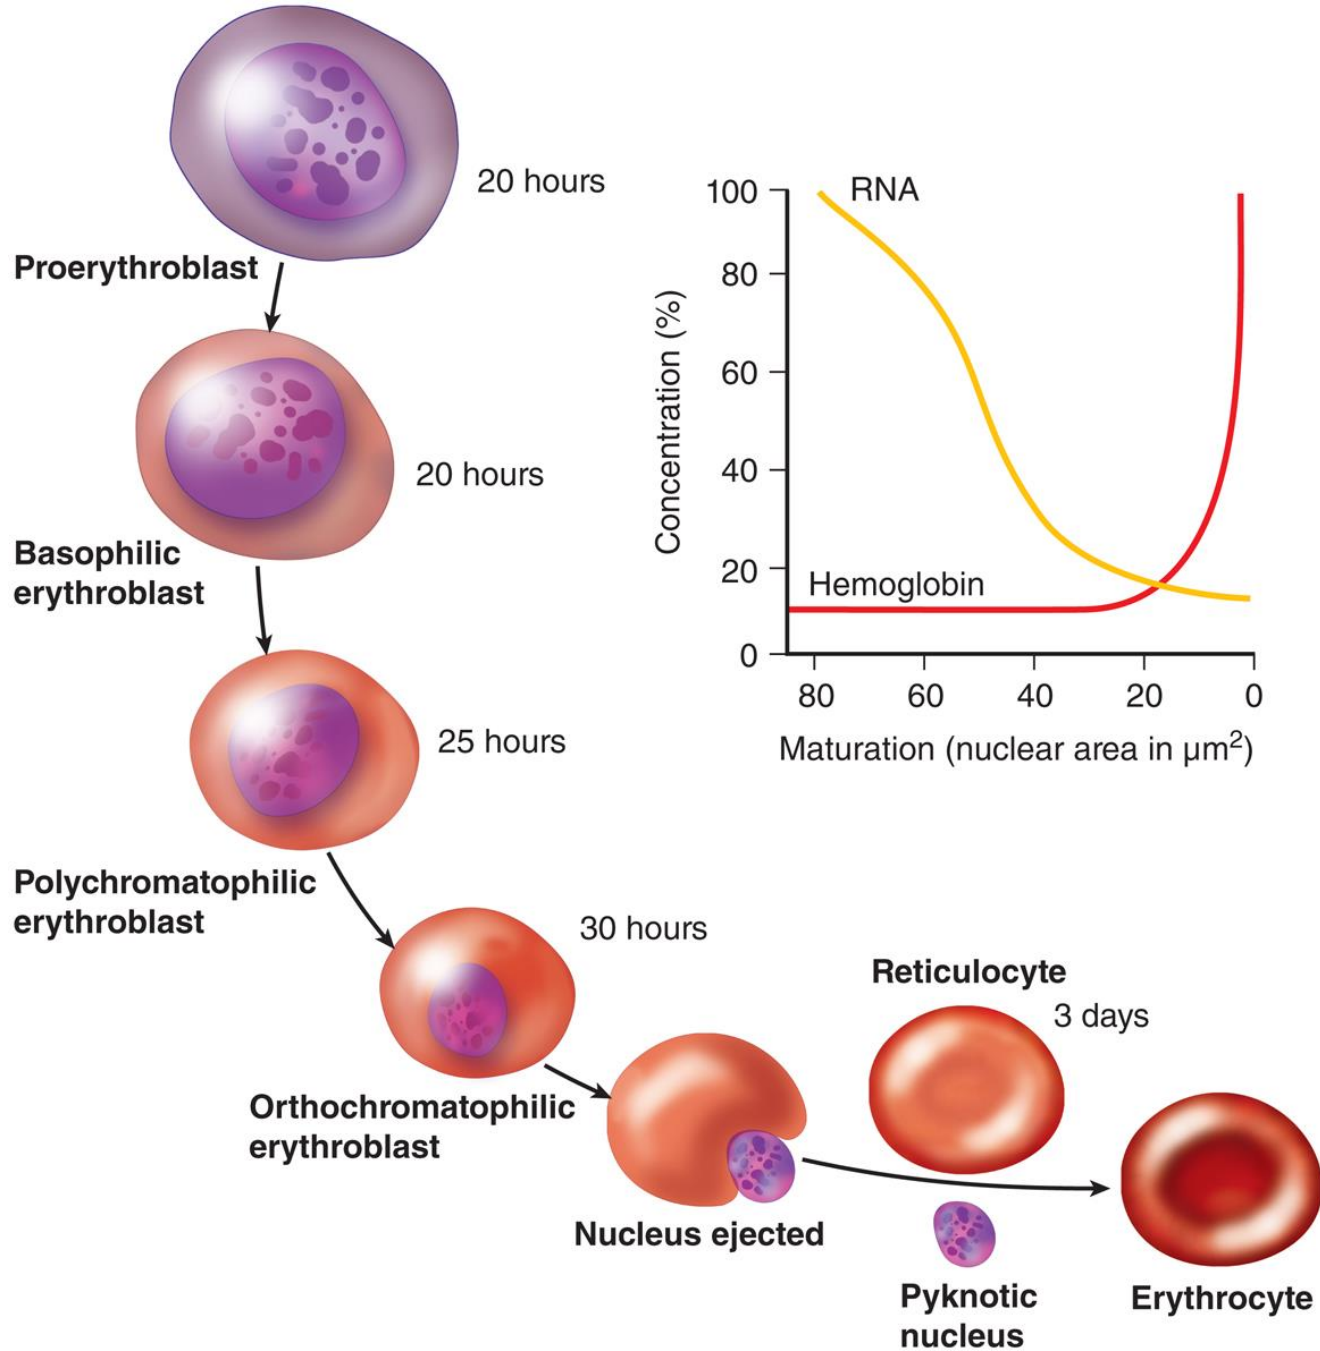 20 hours
Proerythroblast
20 hours
Basophilic
erythroblast
25 hours
Polychromatophilic
erythroblast
30 hours
Orthochromatophilic
erythroblast
Nucleus ejected
Reticulocyte
3 days
Pyknotic
nucleus
Erythrocyte
RNA
Hemoglobin
Concentration (%)
100
80
60
40
20
0
80 60 40 20 0
Maturation (nuclear area in μm²)